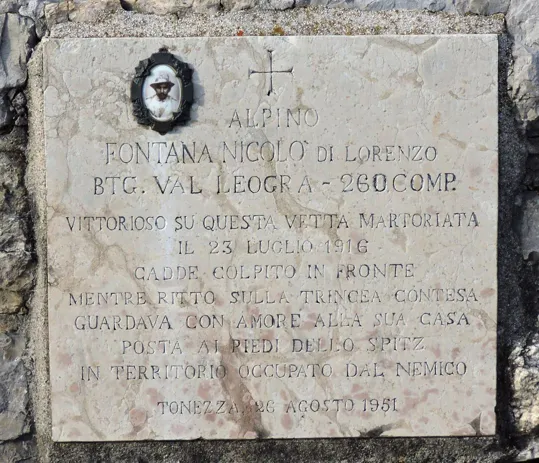 ALPINO
FONTANA NICOLO' DI LORENZO
BTG. VAL LEOGRA - 260.COMP.
VITTORIOSO SU QUESTA VETTA MARTORIATA
IL 23 LUGLIO 1916
CADDE COLPITO IN FRONTE
MENTRE RITTO SULLA TRINCEA CONTESA
GUARDAVA CON AMORE ALLA SUA CASA
POSTA AI PIEDI DELLO SPITZ
IN TERRITORIO OCCUPATO DAL NEMICO
TONEZZA 26 AGOSTO 1951